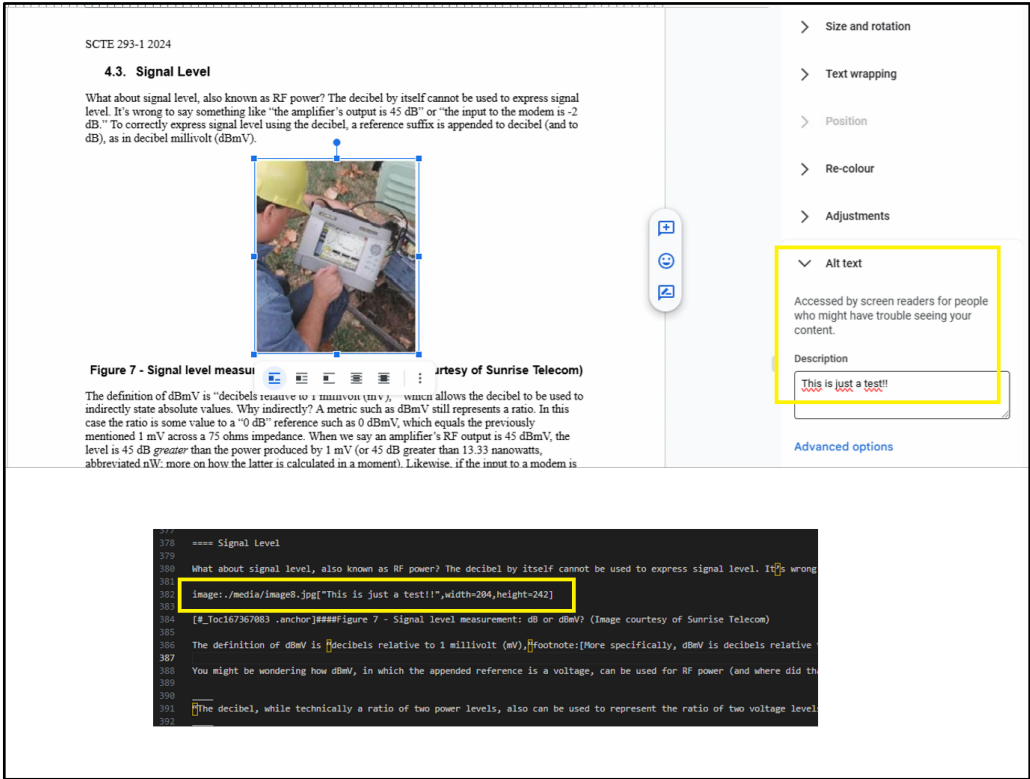 SCTE 293-1 2024
4.3. Signal Level
What about signal level, also known as RF power? The decibel by itself cannot be used to express signal
level. It’s wrong to say something like “the amplifier’s output is 45 dB” or “the input to the modem is -2
dB.” To correctly express signal level using the decibel, a reference suffix is appended to decibel (and to
dB), as in decibel millivolt (dBmV).
Figure 7 - Signal level measu rtesy of Sunrise Telecom)
The definition of dBmV is “decibels relative to 1 millivolt (mV),” which allows the decibel to be used to
indirectly state absolute values. Why indirectly? A metric such as dBmV still represents a ratio. In this
case the ratio is some value to a “0 dB” reference such as 0 dBmV, which equals the previously
mentioned 1 mV across a 75 ohms impedance. When we say an amplifier’s RF output is 45 dBmV, the
level is 45 dB greater than the power produced by 1 mV (or 45 dB greater than 13.33 nanowatts,
abbreviated nW; more on how the latter is calculated in a moment). Likewise, if the input to a modem is
Size and rotation
Text wrapping
Position
Re-colour
Adjustments
Alt text
Accessed by screen readers for people
who might have trouble seeing your
content.
Description
This is just a test!!
Advanced options
377
378 ==== Signal Level
379
380 What about signal level, also known as RF power? The decibel by itself cannot be used to express signal level. It’s wrong
381
382 image:./media/image8.jpg["This is just a test!!",width=204,height=242]
383
384 [#_Toc167367083 .anchor]####Figure 7 - Signal level measurement: dB or dBmV? (Image courtesy of Sunrise Telecom)
385
386 The definition of dBmV is “decibels relative to 1 millivolt (mV),”footnote:[More specifically, dBmV is decibels relative
387
388 You might be wondering how dBmV, in which the appended reference is a voltage, can be used for RF power (and where did tha
389
390 ____
391 “The decibel, while technically a ratio of two power levels, also can be used to represent the ratio of two voltage levels
392 ____